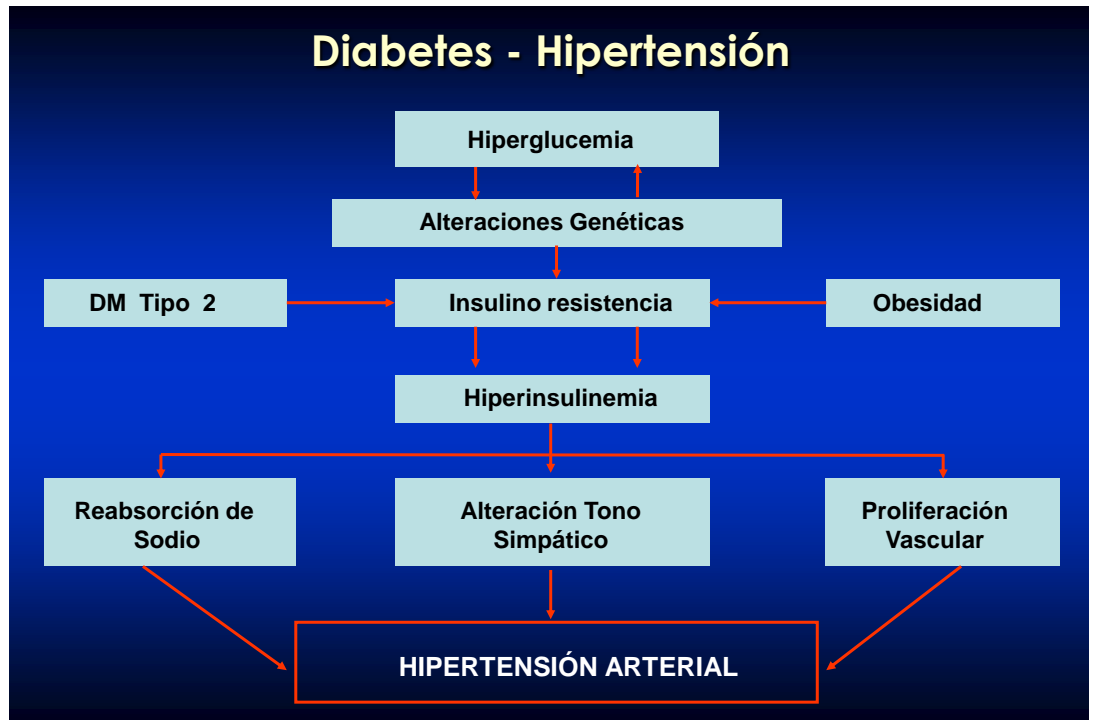 Diabetes - Hipertensión
Hiperglucemia
Alteraciones Genéticas
DM Tipo 2
Insulino resistencia
Obesidad
Hiperinsulinemia
Reabsorción de
Sodio
Alteración Tono
Simpático
Proliferación
Vascular
HIPERTENSIÓN ARTERIAL